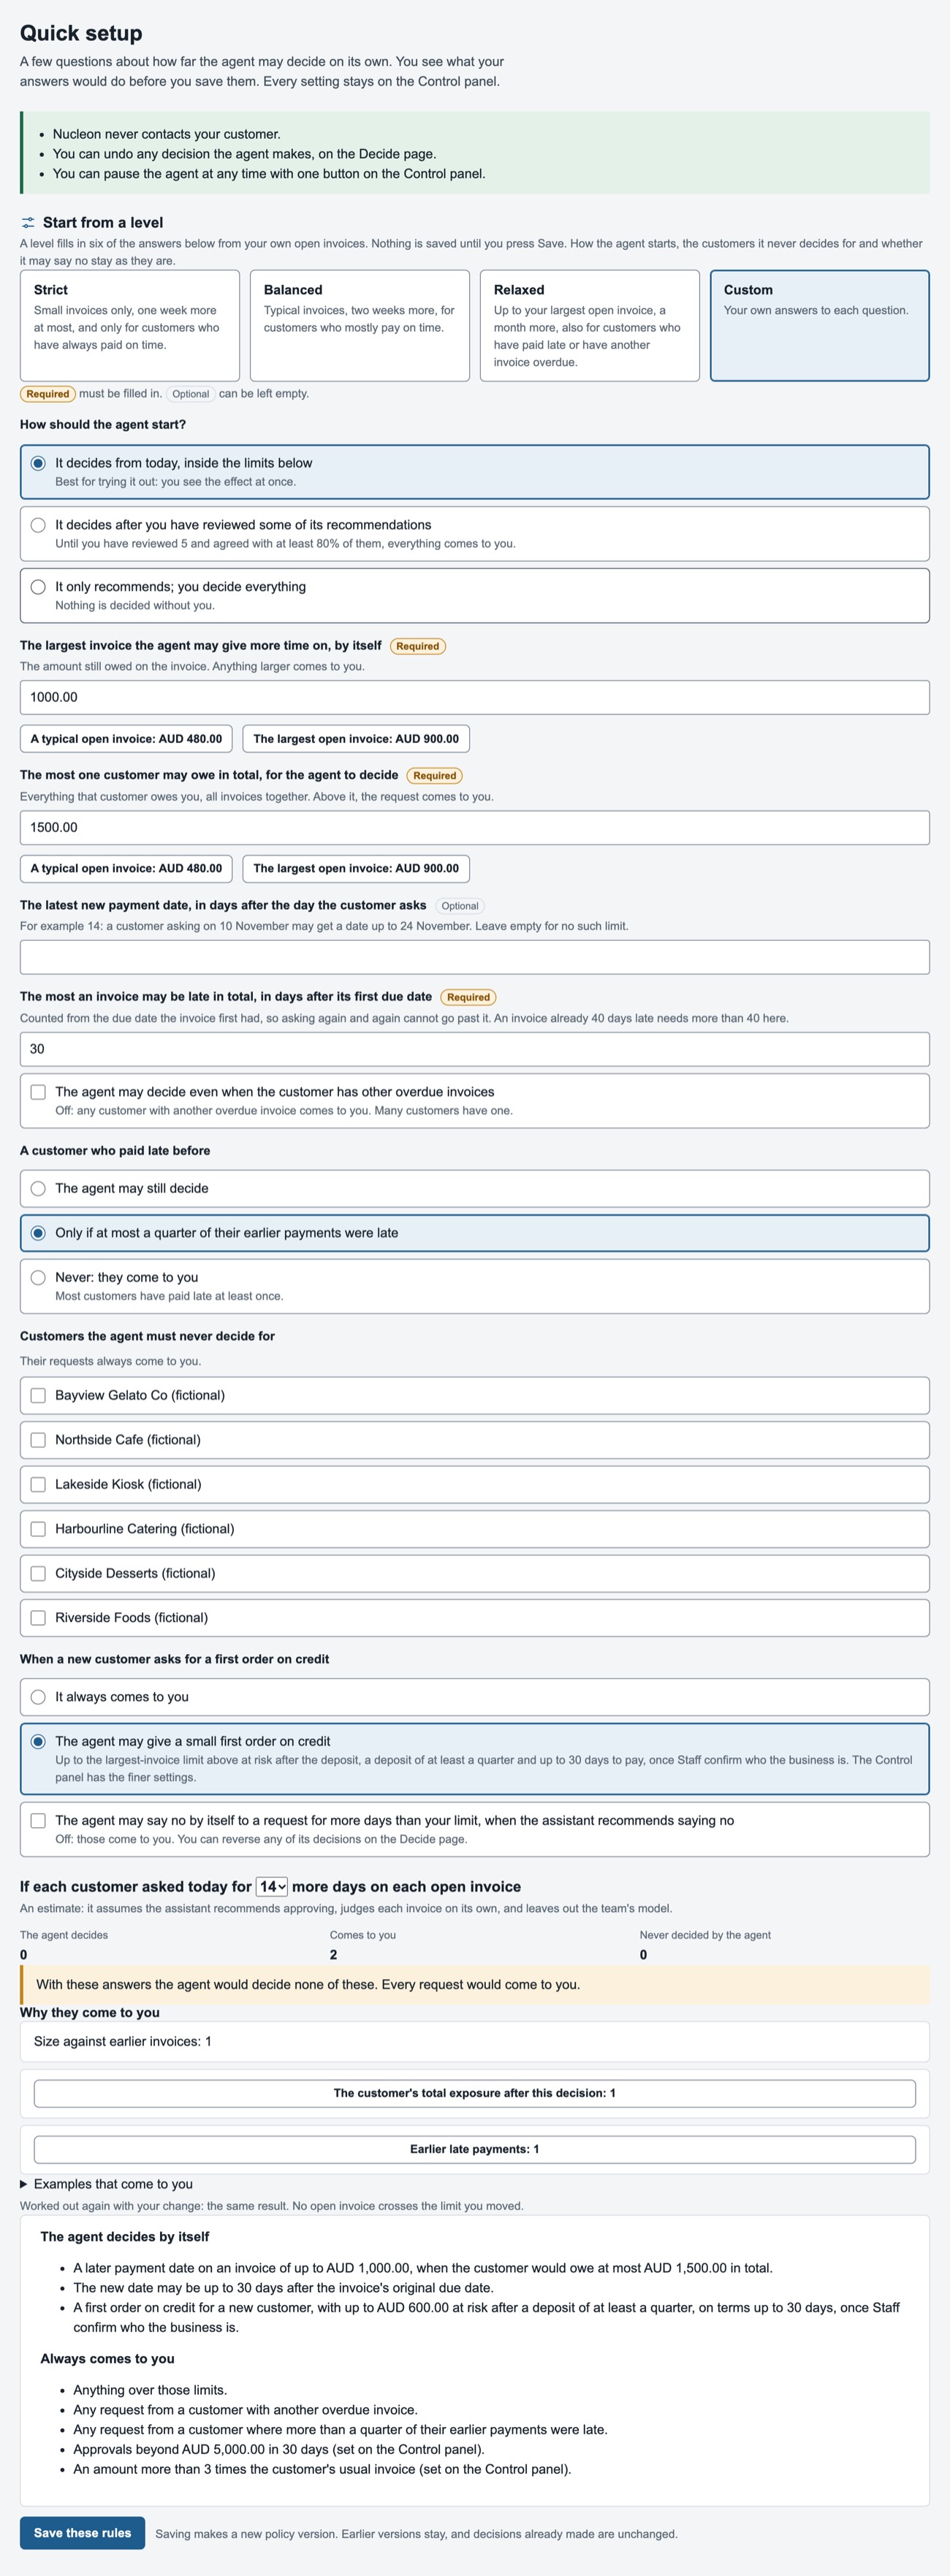 Quick setup
A few questions about how far the agent may decide on its own. You see what your
answers would do before you save them. Every setting stays on the Control panel.
Nucleon never contacts your customer.
You can undo any decision the agent makes, on the Decide page.
You can pause the agent at any time with one button on the Control panel.
Start from a level
A level fills in six of the answers below from your own open invoices. Nothing is saved until you press Save. How the agent starts, the customers it never decides for and whether
it may say no stay as they are.
Strict
Small invoices only, one week more
at most, and only for customers who
have always paid on time.
Balanced
Typical invoices, two weeks more, for
customers who mostly pay on time.
Relaxed
Up to your largest open invoice, a
month more, also for customers who
have paid late or have another
invoice overdue.
Custom
Your own answers to each question.
Required must be filled in. Optional can be left empty.
How should the agent start?
It decides from today, inside the limits below
Best for trying it out: you see the effect at once.
It decides after you have reviewed some of its recommendations
Until you have reviewed 5 and agreed with at least 80% of them, everything comes to you.
It only recommends; you decide everything
Nothing is decided without you.
The largest invoice the agent may give more time on, by itself Required
The amount still owed on the invoice. Anything larger comes to you.
1000.00
A typical open invoice: AUD 480.00 The largest open invoice: AUD 900.00
The most one customer may owe in total, for the agent to decide Required
Everything that customer owes you, all invoices together. Above it, the request comes to you.
1500.00
A typical open invoice: AUD 480.00 The largest open invoice: AUD 900.00
The latest new payment date, in days after the day the customer asks Optional
For example 14: a customer asking on 10 November may get a date up to 24 November. Leave empty for no such limit.
The most an invoice may be late in total, in days after its first due date Required
Counted from the due date the invoice first had, so asking again and again cannot go past it. An invoice already 40 days late needs more than 40 here.
30
The agent may decide even when the customer has other overdue invoices
Off: any customer with another overdue invoice comes to you. Many customers have one.
A customer who paid late before
The agent may still decide
Only if at most a quarter of their earlier payments were late
Never: they come to you
Most customers have paid late at least once.
Customers the agent must never decide for
Their requests always come to you.
Bayview Gelato Co (fictional)
Northside Cafe (fictional)
Lakeside Kiosk (fictional)
Harbourline Catering (fictional)
Cityside Desserts (fictional)
Riverside Foods (fictional)
When a new customer asks for a first order on credit
It always comes to you
The agent may give a small first order on credit
Up to the largest-invoice limit above at risk after the deposit, a deposit of at least a quarter and up to 30 days to pay, once Staff confirm who the business is. The Control
panel has the finer settings.
The agent may say no by itself to a request for more days than your limit, when the assistant recommends saying no
Off: those come to you. You can reverse any of its decisions on the Decide page.
If each customer asked today for 14 more days on each open invoice
An estimate: it assumes the assistant recommends approving, judges each invoice on its own, and leaves out the team's model.
The agent decides Comes to you Never decided by the agent
0 2 0
With these answers the agent would decide none of these. Every request would come to you.
Why they come to you
Size against earlier invoices: 1
The customer's total exposure after this decision: 1
Earlier late payments: 1
Examples that come to you
Worked out again with your change: the same result. No open invoice crosses the limit you moved.
The agent decides by itself
A later payment date on an invoice of up to AUD 1,000.00, when the customer would owe at most AUD 1,500.00 in total.
The new date may be up to 30 days after the invoice's original due date.
A first order on credit for a new customer, with up to AUD 600.00 at risk after a deposit of at least a quarter, on terms up to 30 days, once Staff
confirm who the business is.
Always comes to you
Anything over those limits.
Any request from a customer with another overdue invoice.
Any request from a customer where more than a quarter of their earlier payments were late.
Approvals beyond AUD 5,000.00 in 30 days (set on the Control panel).
An amount more than 3 times the customer's usual invoice (set on the Control panel).
Save these rules Saving makes a new policy version. Earlier versions stay, and decisions already made are unchanged.